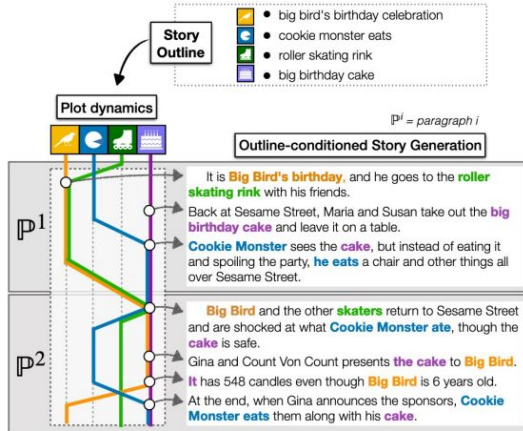 Story
Outline
• big bird's birthday celebration
• cookie monster eats
• roller skating rink
• big birthday cake
Plot dynamics
ℙⁱ = paragraph i
Outline-conditioned Story Generation
ℙ¹
It is Big Bird's birthday, and he goes to the roller
skating rink with his friends.
Back at Sesame Street, Maria and Susan take out the big
birthday cake and leave it on a table.
Cookie Monster sees the cake, but instead of eating it
and spoiling the party, he eats a chair and other things all
over Sesame Street.
ℙ²
Big Bird and the other skaters return to Sesame Street
and are shocked at what Cookie Monster ate, though the
cake is safe.
Gina and Count Von Count presents the cake to Big Bird.
It has 548 candles even though Big Bird is 6 years old.
At the end, when Gina announces the sponsors, Cookie
Monster eats them along with his cake.